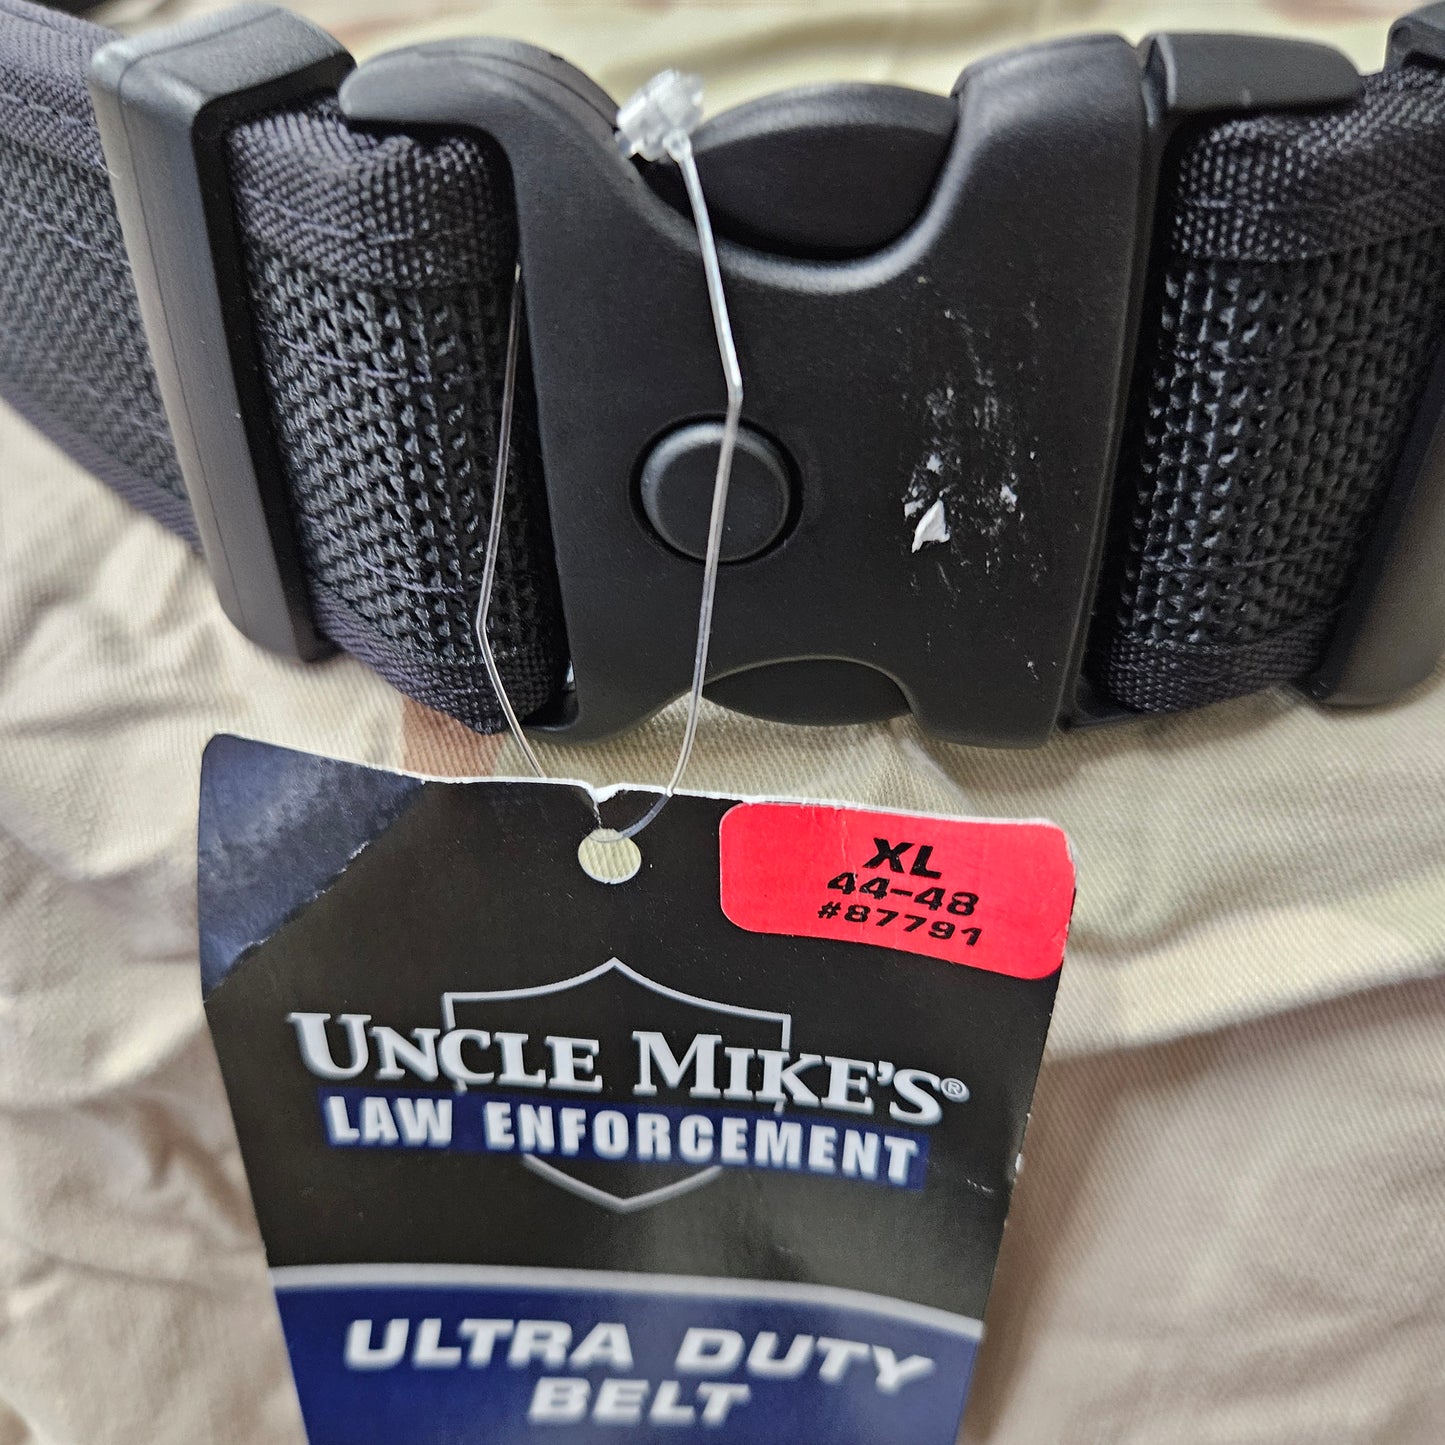 XL
44-48
#87791
UNCLE MIKE'S®
LAW ENFORCEMENT
ULTRA DUTY
BELT